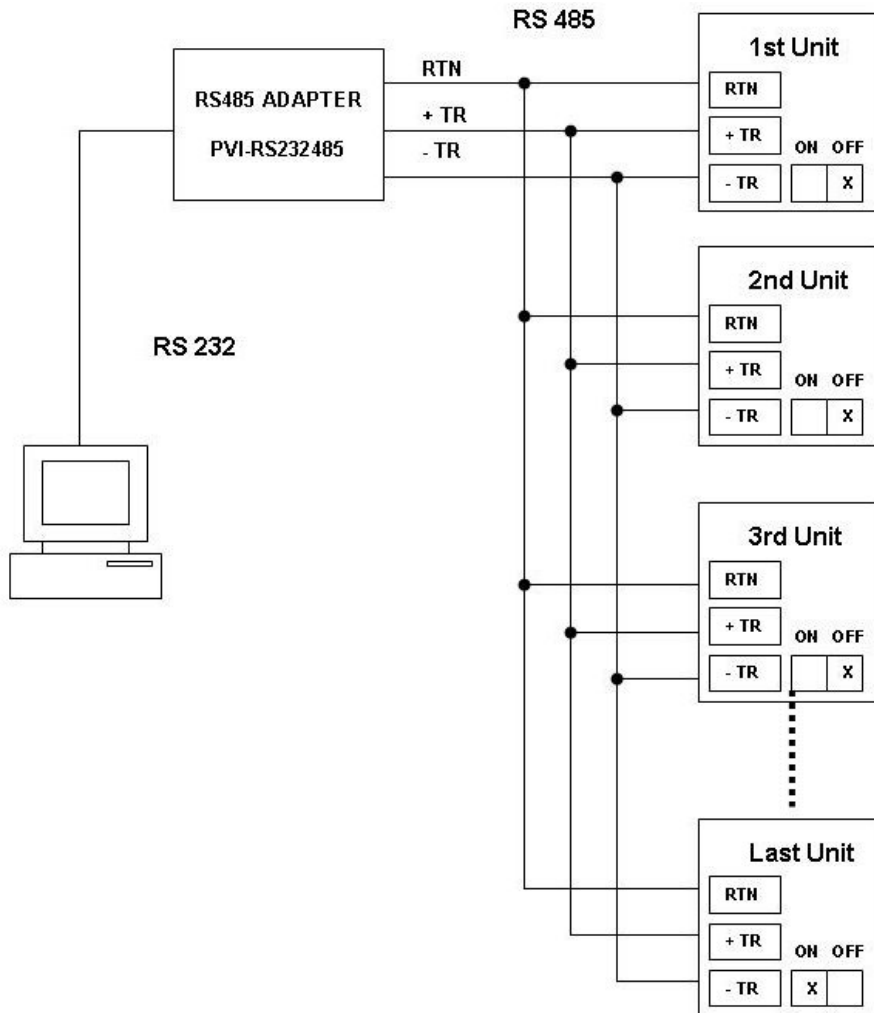 RS 485
RS485 ADAPTER
PVI-RS232485
RTN
+ TR
- TR
RS 232
1st Unit
RTN
+ TR
ON OFF
- TR
X
2nd Unit
RTN
+ TR
ON OFF
- TR
X
3rd Unit
RTN
+ TR
ON OFF
- TR
X
Last Unit
RTN
+ TR
ON OFF
- TR
X